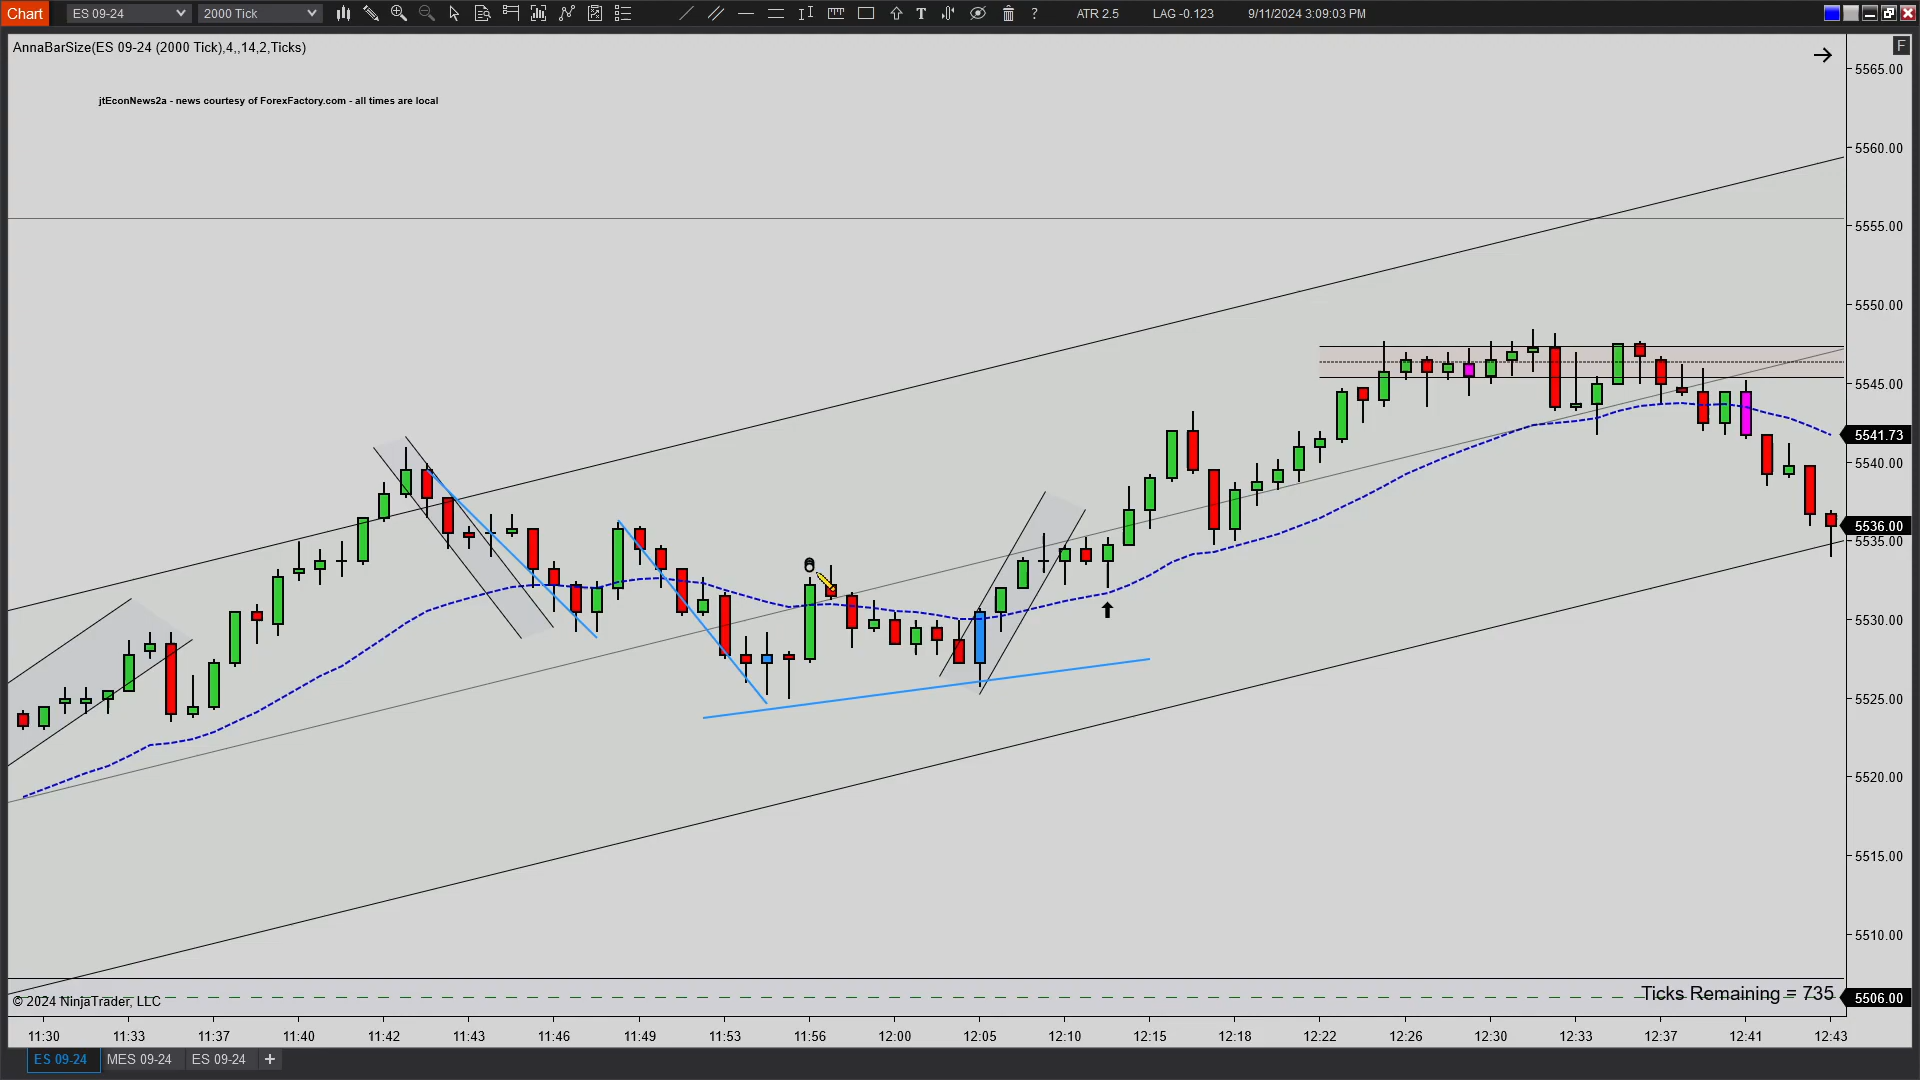 Chart ES 09-24 2000 Tick T ? ATR 2.5 LAG -0.123 9/11/2024 3:09:03 PM
AnnaBarSize(ES 09-24 (2000 Tick),4,,14,2,Ticks)
F
jtEconNews2a - news courtesy of ForexFactory.com - all times are local
5565.00
5560.00
5555.00
5550.00
5545.00
5541.73
5540.00
5536.00
5535.00
5530.00
5525.00
5520.00
5515.00
5510.00
© 2024 NinjaTrader, LLC
Ticks Remaining = 735
5506.00
11:30 11:33 11:37 11:40 11:42 11:43 11:46 11:49 11:53 11:56 12:00 12:05 12:10 12:15 12:18 12:22 12:26 12:30 12:33 12:37 12:41 12:43
ES 09-24 MES 09-24 ES 09-24 +